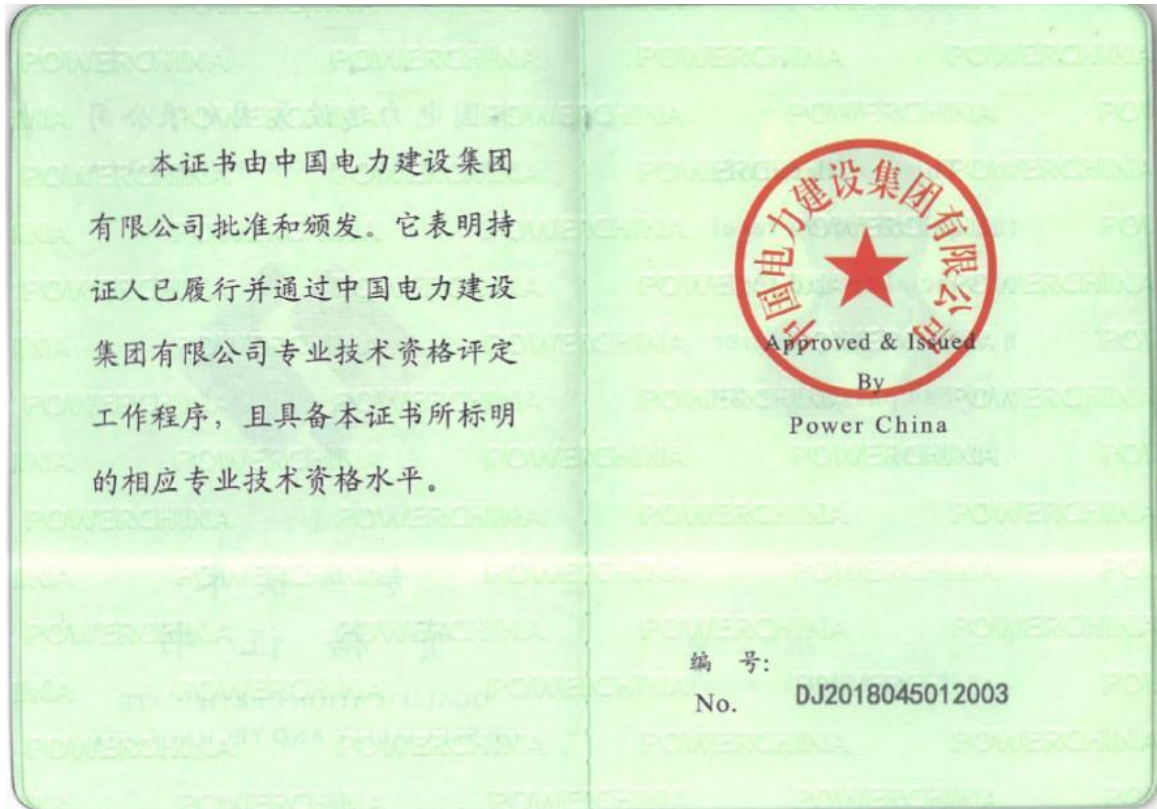 本证书由中国电力建设集团
有限公司批准和颁发。它表明持
证人已履行并通过中国电力建设
集团有限公司专业技术资格评定
工作程序，且具备本证书所标明
的相应专业技术资格水平。
中国电力建设集团有限公司
Approved & Issued
By
Power China
编 号:
No. DJ2018045012003